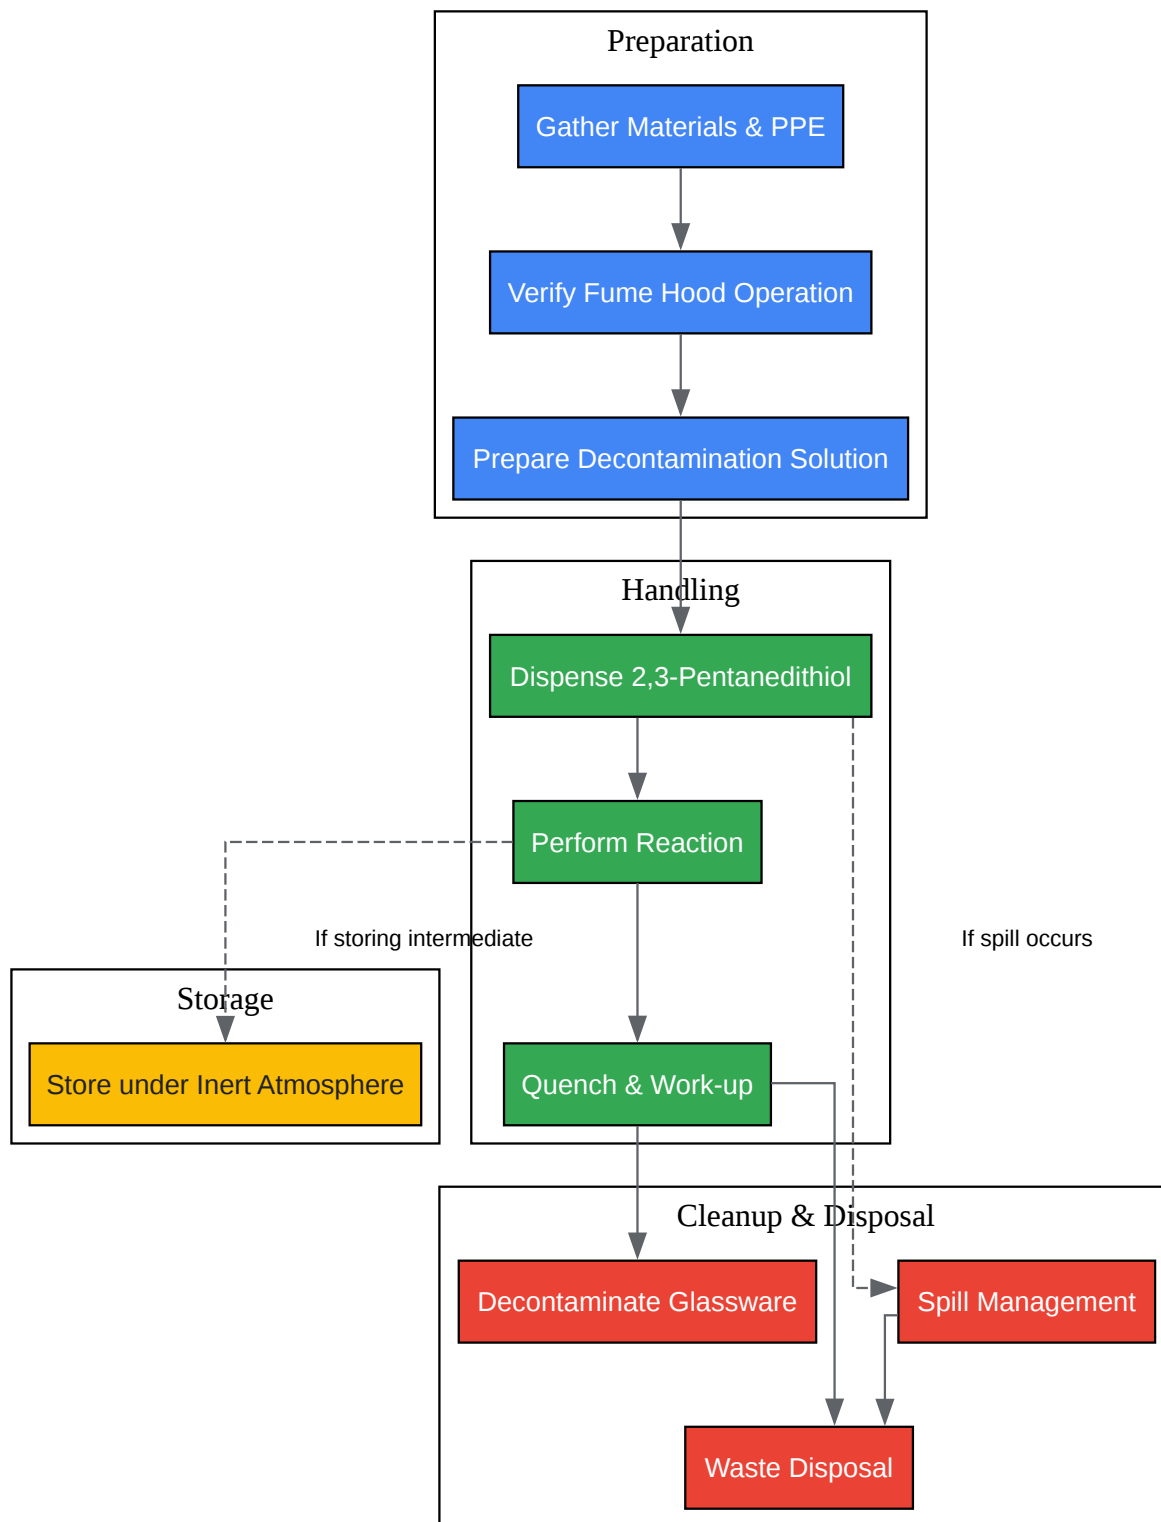 Preparation
Gather Materials & PPE
Verify Fume Hood Operation
Prepare Decontamination Solution
Handling
Dispense 2,3-Pentanedithiol
Perform Reaction
If storing intermediate
If spill occurs
Storage
Store under Inert Atmosphere
Quench & Work-up
Cleanup & Disposal
Decontaminate Glassware
Spill Management
Waste Disposal